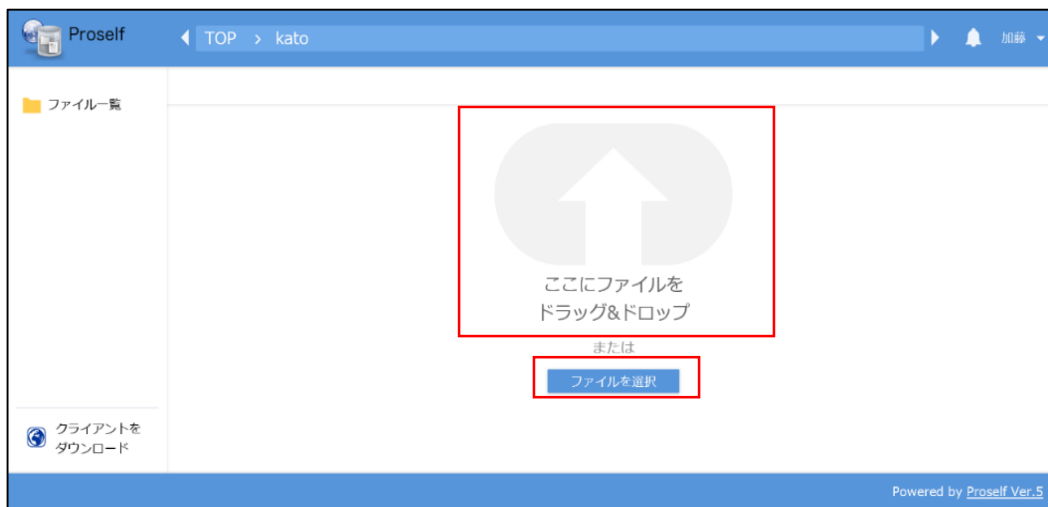 Proself
TOP > kato
加藤
ファイル一覧
ここにファイルを
ドラッグ&ドロップ
または
ファイルを選択
クライアントを
ダウンロード
Powered by Proself Ver.5